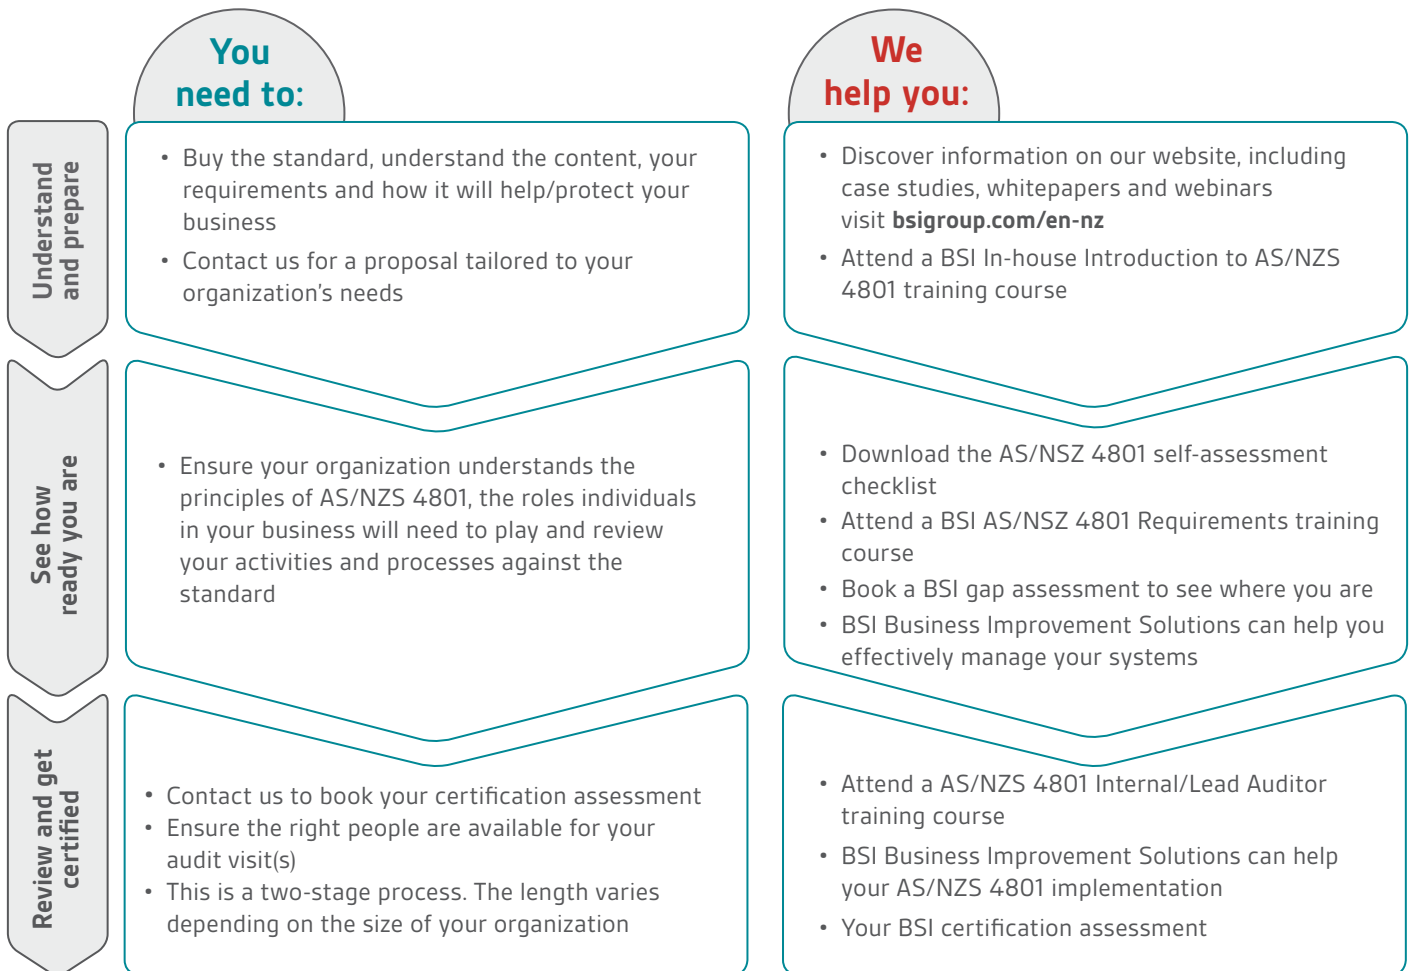 You
need to:
We
help you:
Understand
and prepare
• Buy the standard, understand the content, your
requirements and how it will help/protect your
business
• Contact us for a proposal tailored to your
organization’s needs
• Discover information on our website, including
case studies, whitepapers and webinars
visit bsigroup.com/en-nz
• Attend a BSI In-house Introduction to AS/NZS
4801 training course
See how
ready you are
• Ensure your organization understands the
principles of AS/NZS 4801, the roles individuals
in your business will need to play and review
your activities and processes against the
standard
• Download the AS/NSZ 4801 self-assessment
checklist
• Attend a BSI AS/NSZ 4801 Requirements training
course
• Book a BSI gap assessment to see where you are
• BSI Business Improvement Solutions can help you
effectively manage your systems
Review and get
certified
• Contact us to book your certification assessment
• Ensure the right people are available for your
audit visit(s)
• This is a two-stage process. The length varies
depending on the size of your organization
• Attend a AS/NZS 4801 Internal/Lead Auditor
training course
• BSI Business Improvement Solutions can help
your AS/NZS 4801 implementation
• Your BSI certification assessment